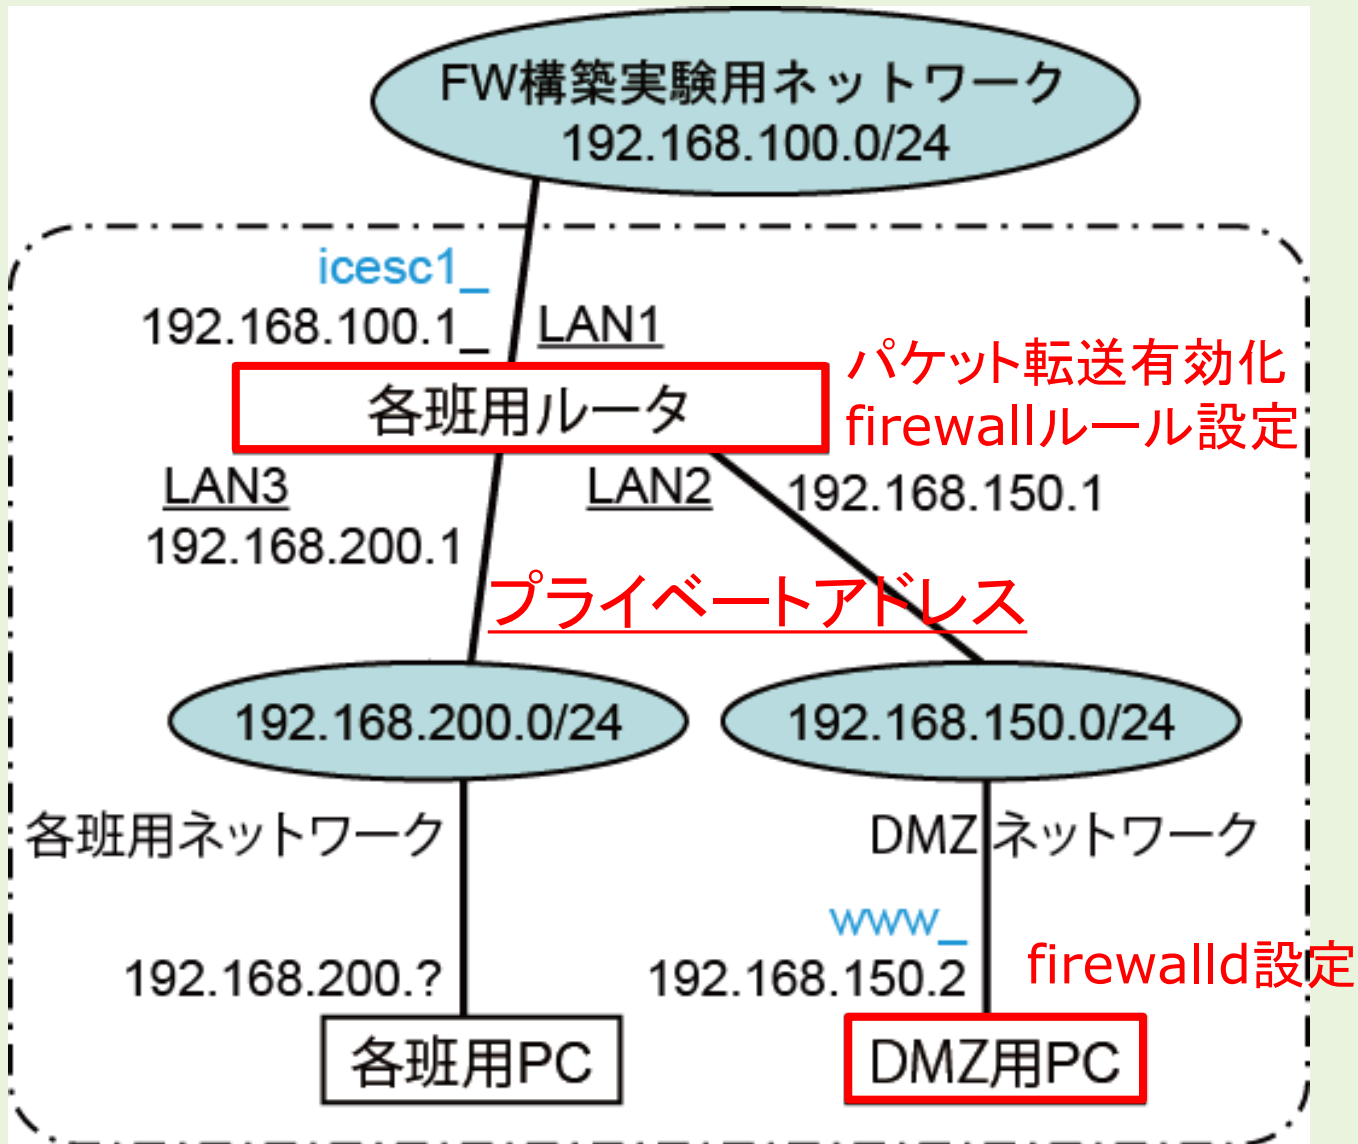 FW構築実験用ネットワーク
192.168.100.0/24
icesc1_
192.168.100.1_
LAN1
各班用ルータ
パケット転送有効化
firewallルール設定
LAN3
192.168.200.1
LAN2
192.168.150.1
プライベートアドレス
192.168.200.0/24
192.168.150.0/24
各班用ネットワーク
DMZネットワーク
www_
192.168.200.?
192.168.150.2
firewalld設定
各班用PC
DMZ用PC